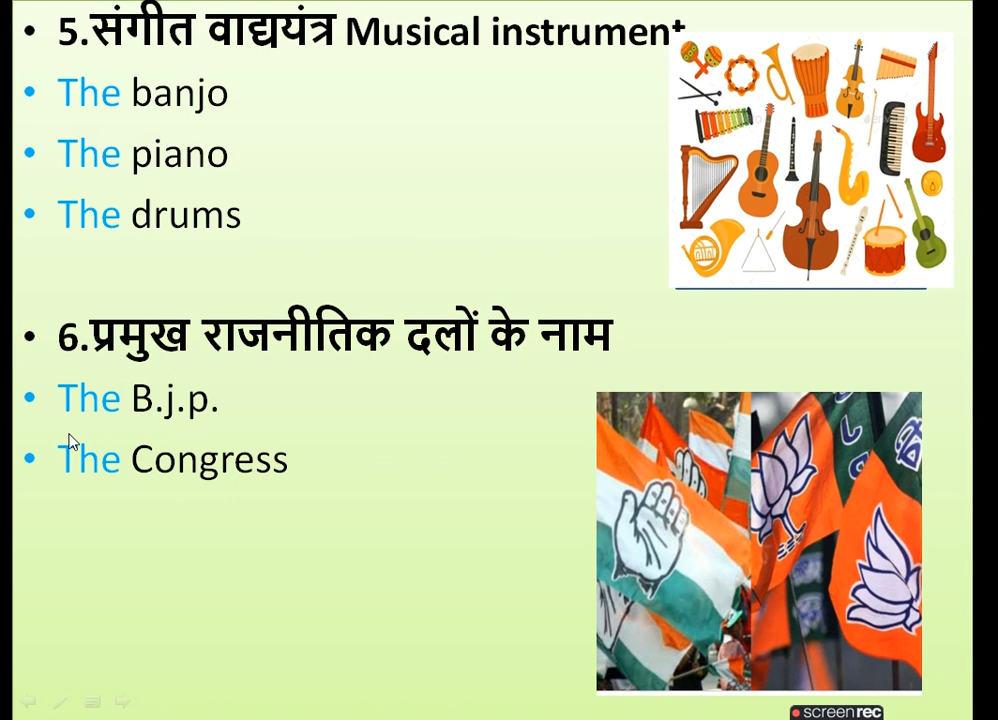 • 5.संगीत वाद्ययंत्र Musical instrument
• The banjo
• The piano
• The drums
• 6.प्रमुख राजनीतिक दलों के नाम
• The B.j.p.
• The Congress
screenrec